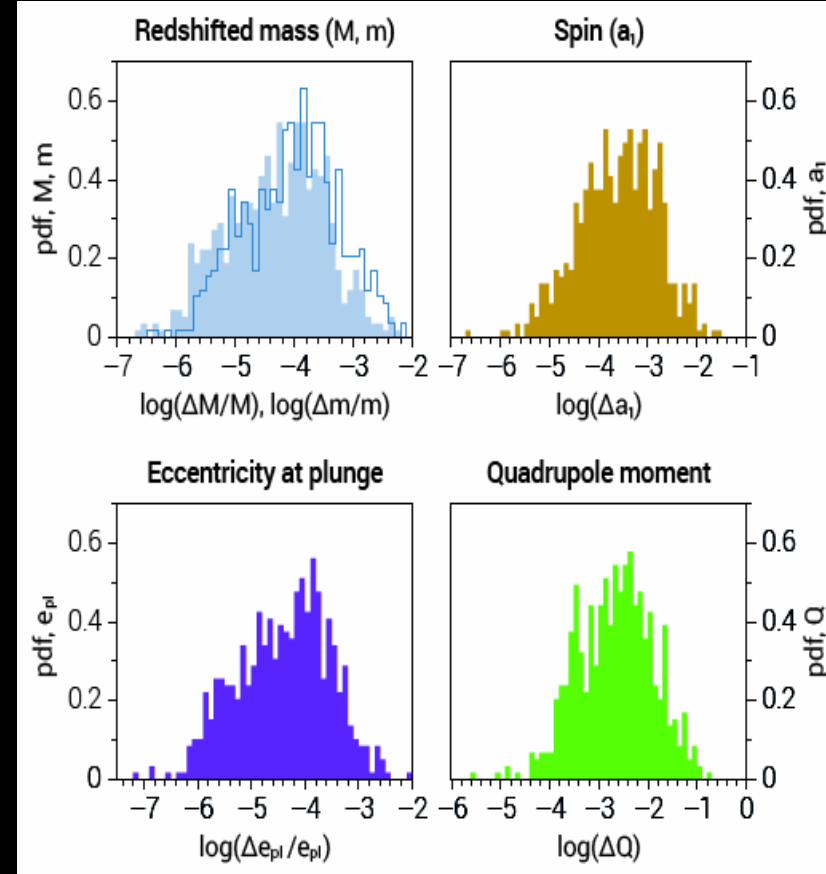 Redshifted mass (M, m)
Spin (a₁)
pdf, M, m
0.6
0.4
0.2
0
−7 −6 −5 −4 −3 −2
log(ΔM/M), log(Δm/m)
pdf, a₁
0.6
0.4
0.2
0
−7 −6 −5 −4 −3 −2 −1
log(Δa₁)
Eccentricity at plunge
Quadrupole moment
pdf, eₚₗ
0.6
0.4
0.2
0
−7 −6 −5 −4 −3 −2
log(Δeₚₗ/eₚₗ)
pdf, Q
0.6
0.4
0.2
0
−6 −5 −4 −3 −2 −1 0
log(ΔQ)